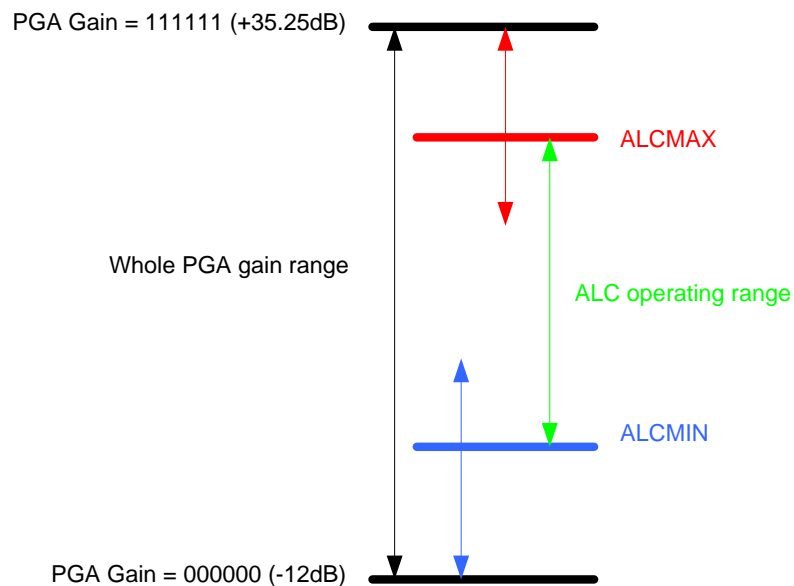 PGA Gain = 111111 (+35.25dB)
ALCMAX
Whole PGA gain range
ALC operating range
ALCMIN
PGA Gain = 000000 (-12dB)